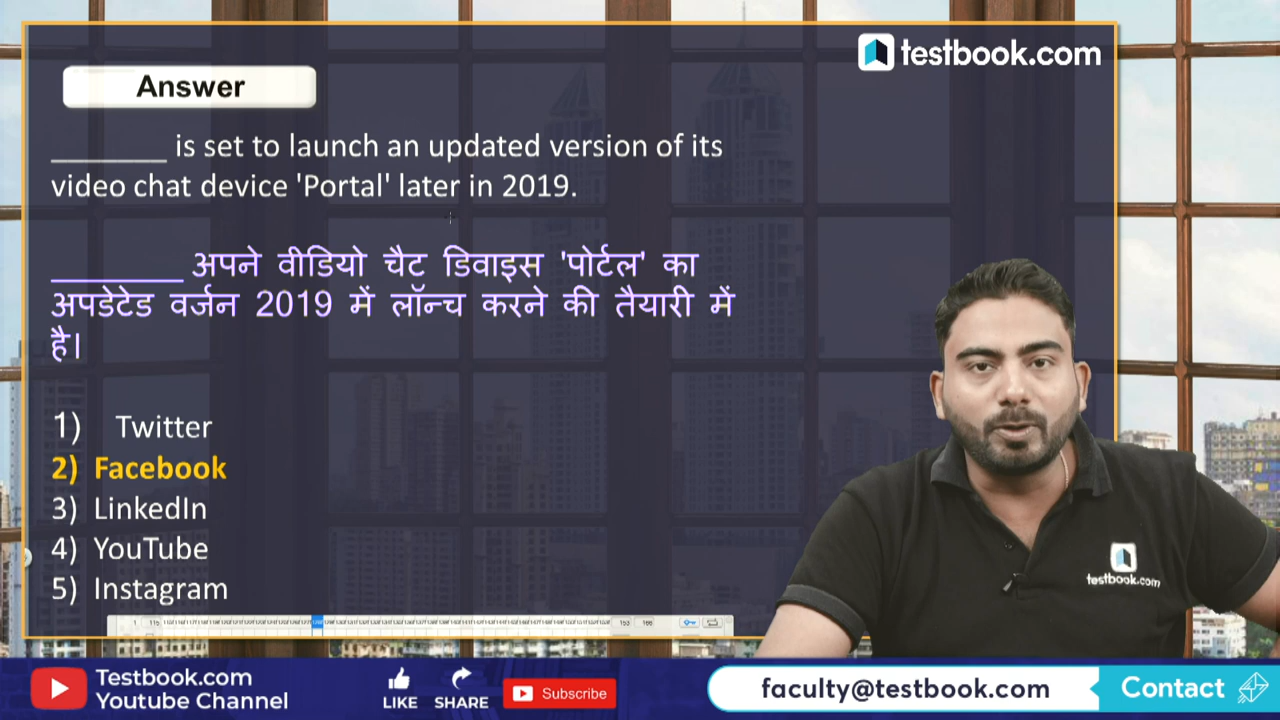 testbook.com
Answer
________ is set to launch an updated version of its
video chat device 'Portal' later in 2019.
________ अपने वीडियो चैट डिवाइस 'पोर्टल' का
अपडेटेड वर्जन 2019 में लॉन्च करने की तैयारी में
है।
1) Twitter
2) Facebook
3) LinkedIn
4) YouTube
5) Instagram
testbook.com
Testbook.com
Youtube Channel
LIKE
SHARE
Subscribe
faculty@testbook.com
Contact